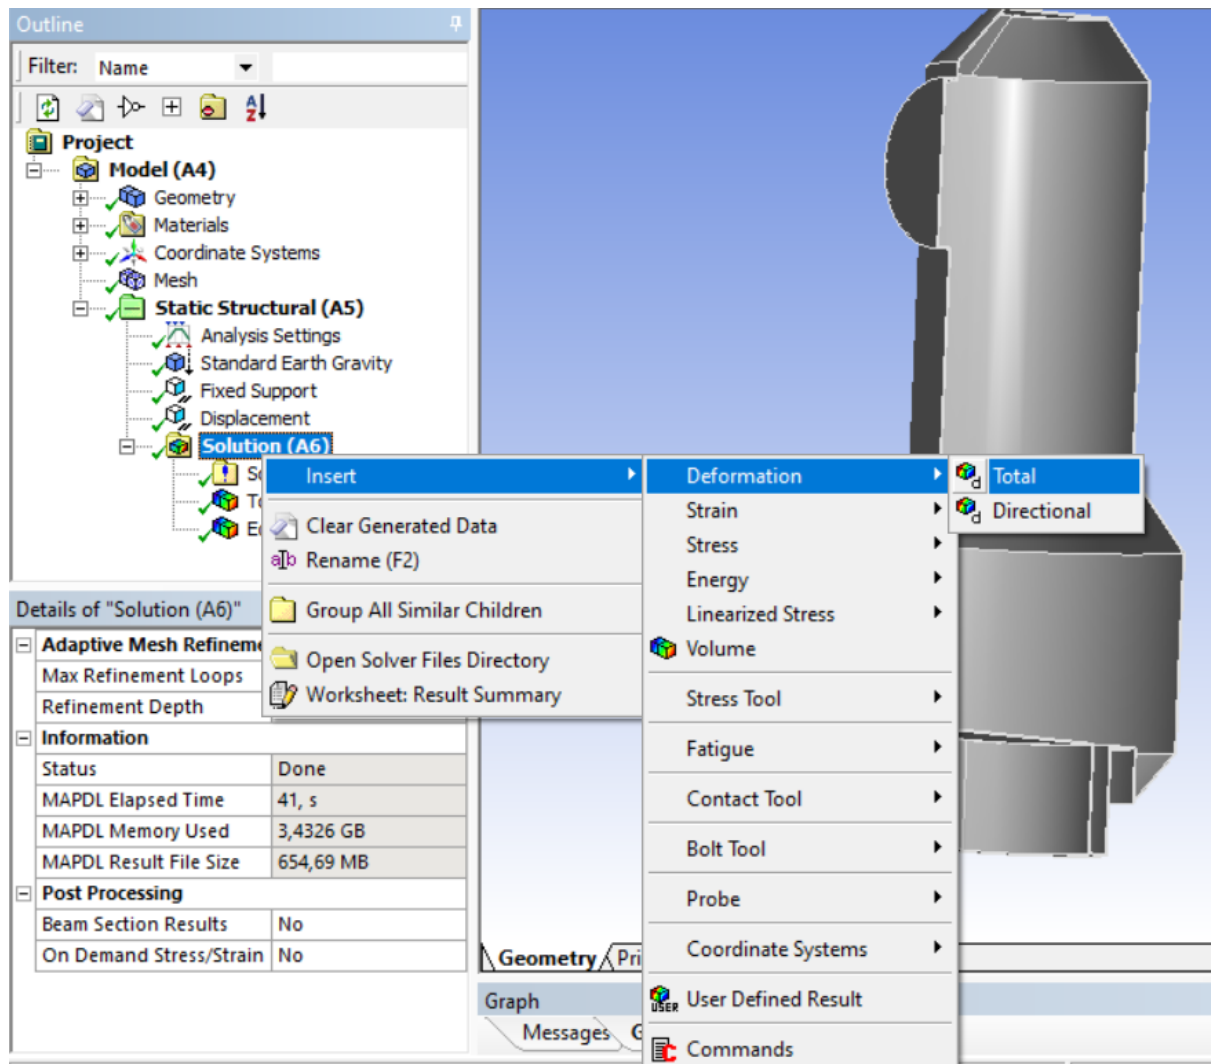 Outline
Filter: Name
Project
Model (A4)
Geometry
Materials
Coordinate Systems
Mesh
Static Structural (A5)
Analysis Settings
Standard Earth Gravity
Fixed Support
Displacement
Solution (A6)
Insert
Clear Generated Data
Rename (F2)
Group All Similar Children
Open Solver Files Directory
Worksheet: Result Summary
Deformation
Strain
Stress
Energy
Linearized Stress
Volume
Stress Tool
Fatigue
Contact Tool
Bolt Tool
Probe
Coordinate Systems
User Defined Result
Commands
Total
Directional
Details of "Solution (A6)"
Adaptive Mesh Refineme
Max Refinement Loops
Refinement Depth
Information
Status Done
MAPDL Elapsed Time 41, s
MAPDL Memory Used 3,4326 GB
MAPDL Result File Size 654,69 MB
Post Processing
Beam Section Results No
On Demand Stress/Strain No
Geometry Pri
Graph
Messages G